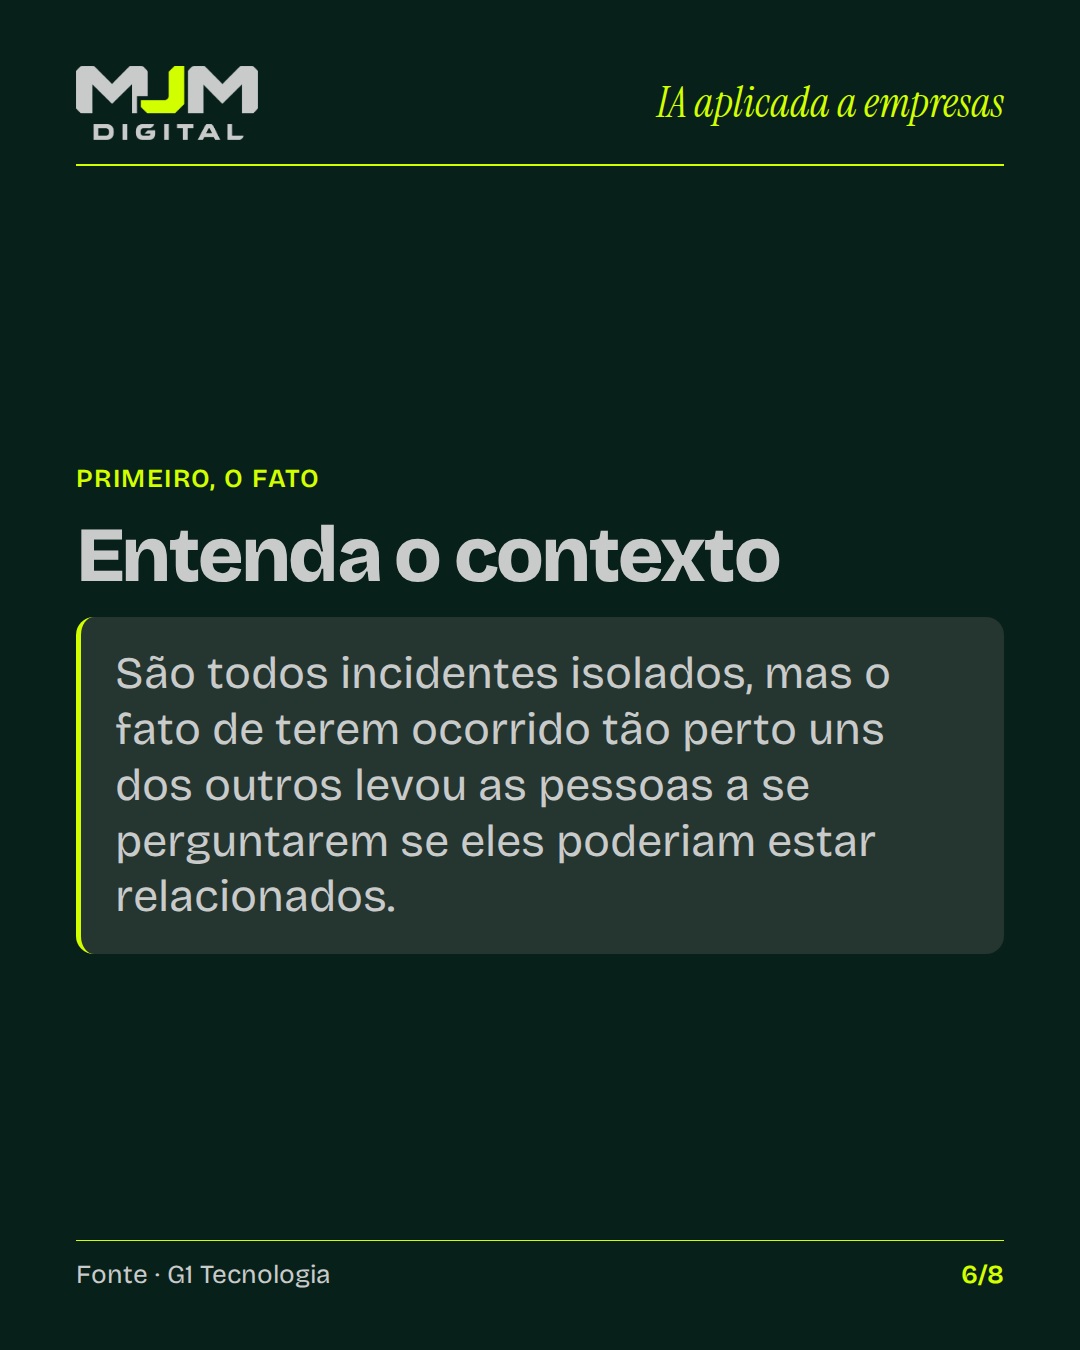 MJM
DIGITAL
IA aplicada a empresas
PRIMEIRO, O FATO
Entenda o contexto
São todos incidentes isolados, mas o
fato de terem ocorrido tão perto uns
dos outros levou as pessoas a se
perguntarem se eles poderiam estar
relacionados.
Fonte · G1 Tecnologia
6/8